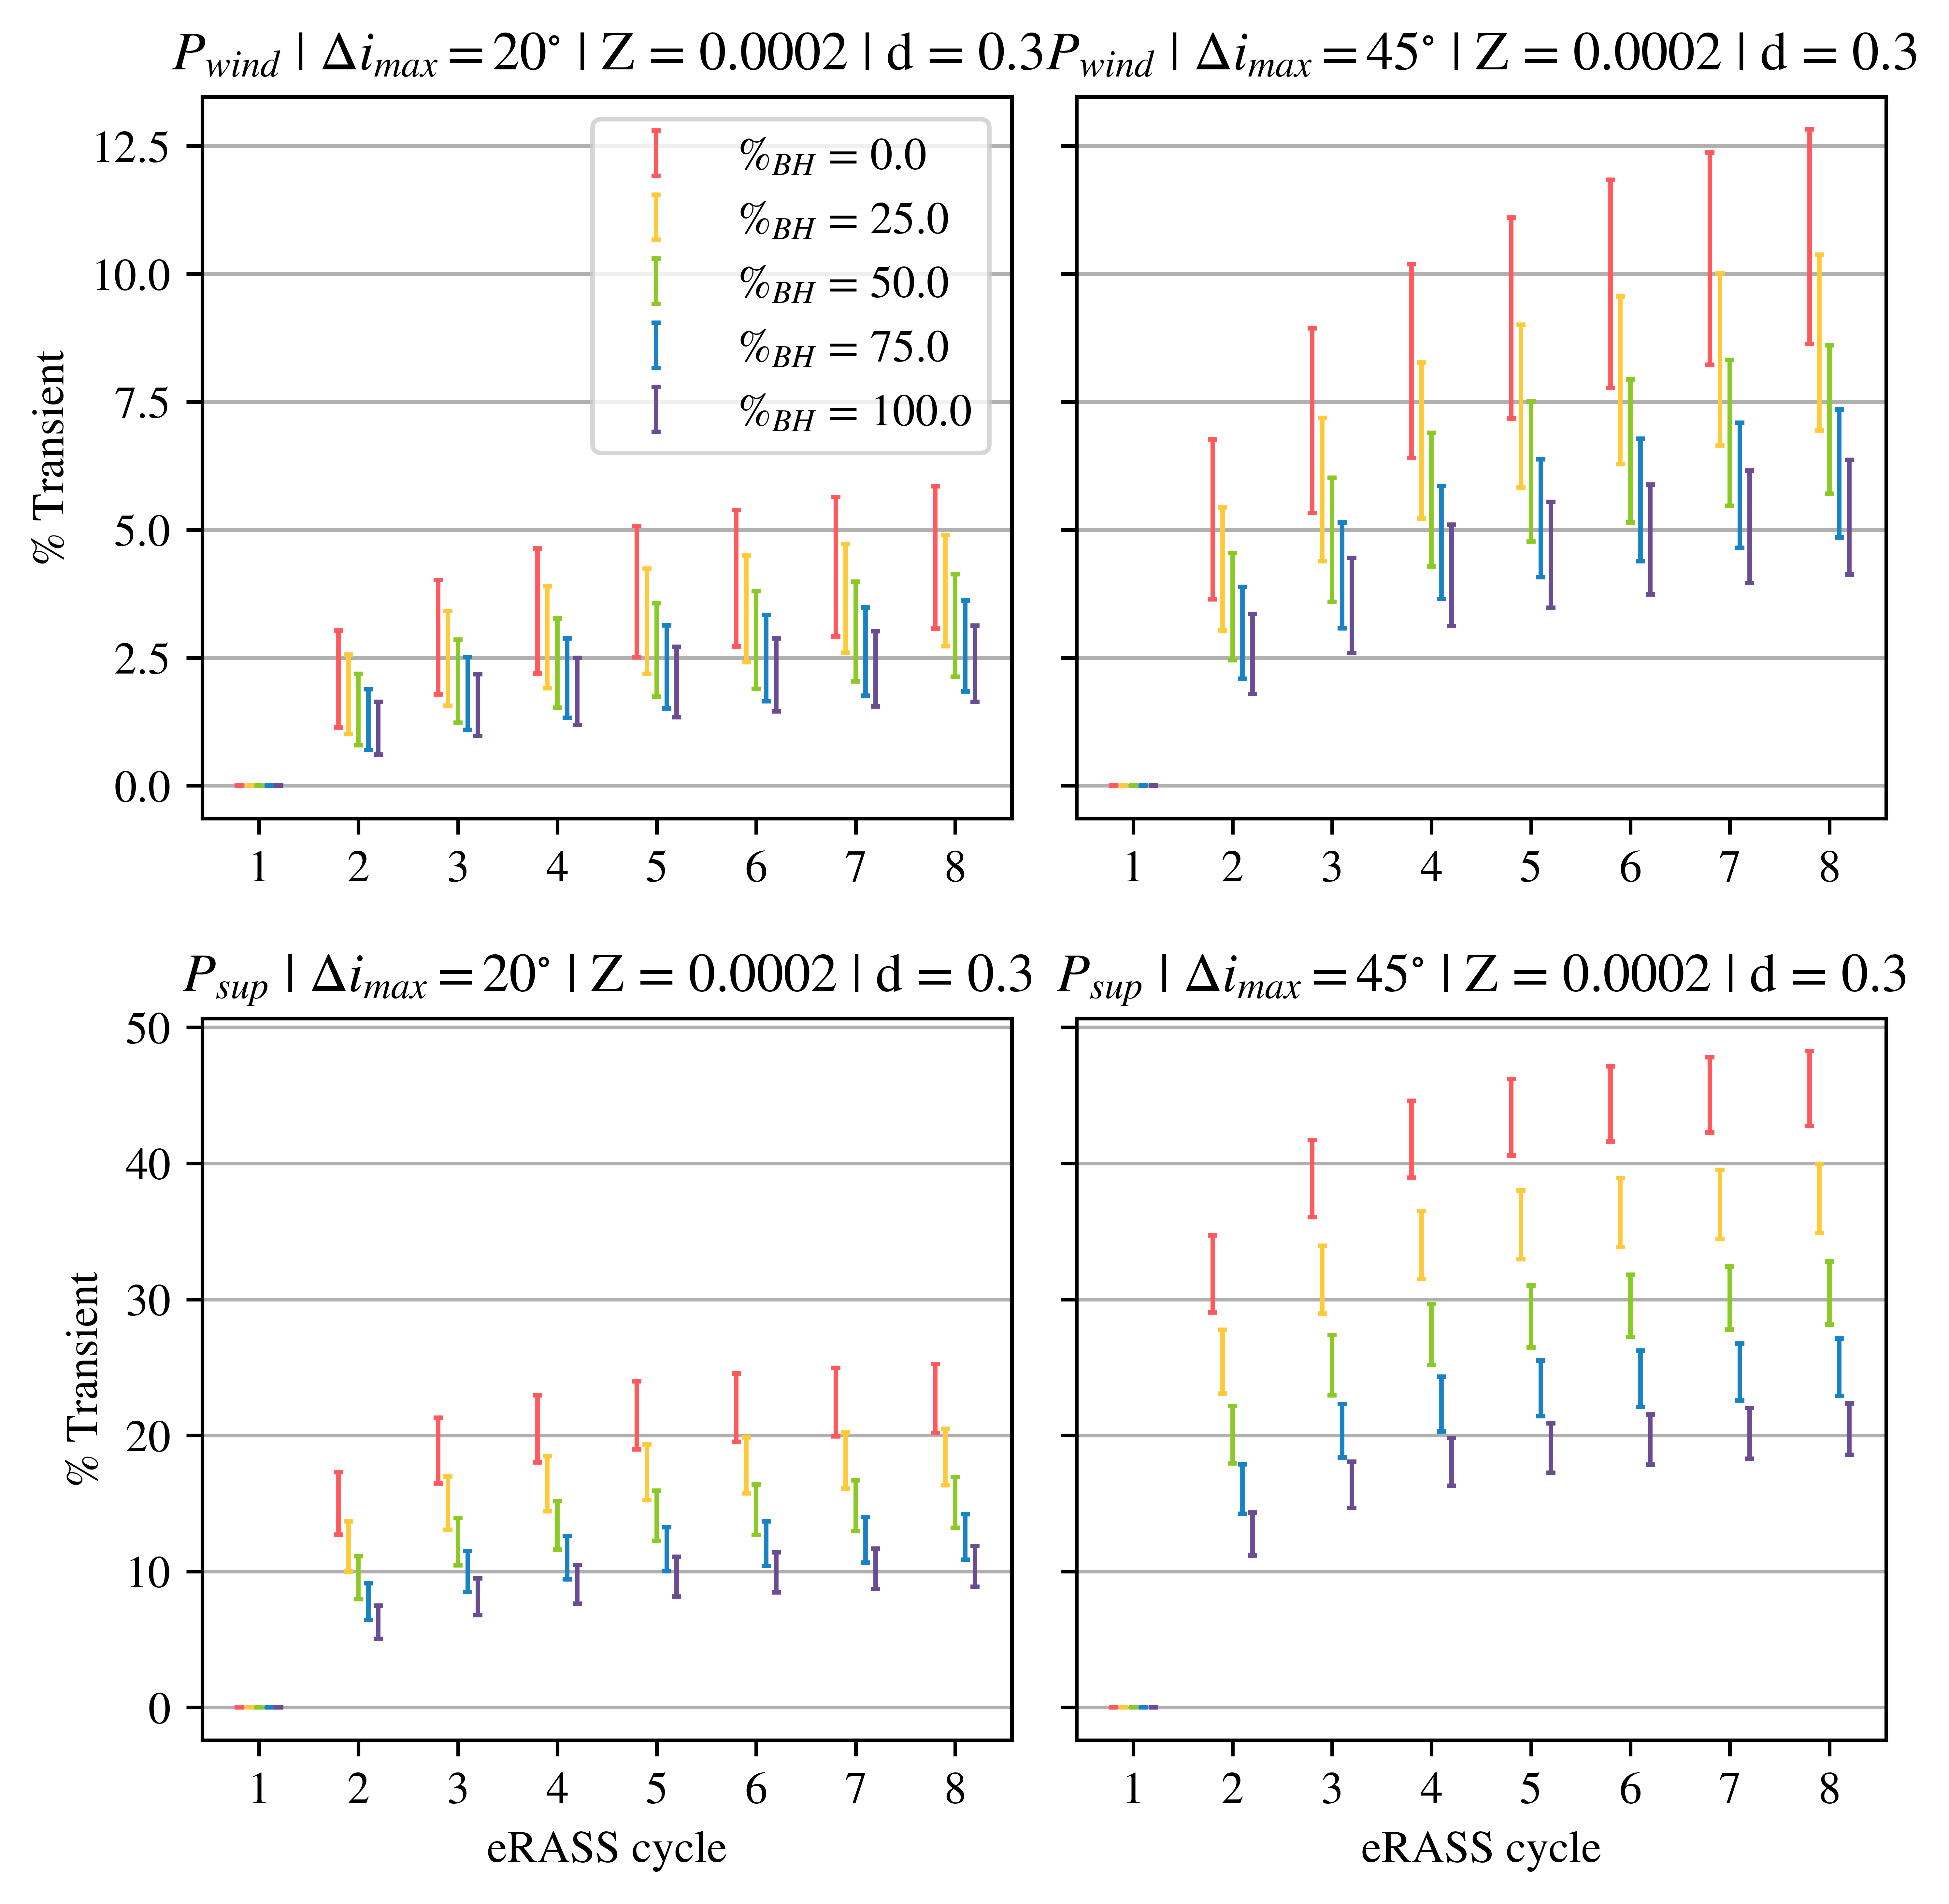 P_wind | Δi_max = 20° | Z = 0.0002 | d = 0.3
P_wind | Δi_max = 45° | Z = 0.0002 | d = 0.3
%_BH = 0.0
%_BH = 25.0
%_BH = 50.0
%_BH = 75.0
%_BH = 100.0
12.5
10.0
7.5
5.0
2.5
0.0
% Transient
1 2 3 4 5 6 7 8
1 2 3 4 5 6 7 8
P_sup | Δi_max = 20° | Z = 0.0002 | d = 0.3
P_sup | Δi_max = 45° | Z = 0.0002 | d = 0.3
50
40
30
20
10
0
% Transient
1 2 3 4 5 6 7 8
1 2 3 4 5 6 7 8
eRASS cycle
eRASS cycle